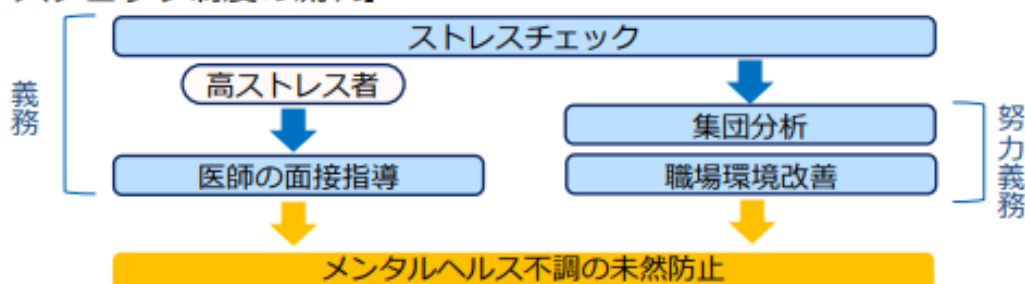 ストレスチェック
高ストレス者
義務
集団分析
努力義務
医師の面接指導
職場環境改善
メンタルヘルス不調の未然防止